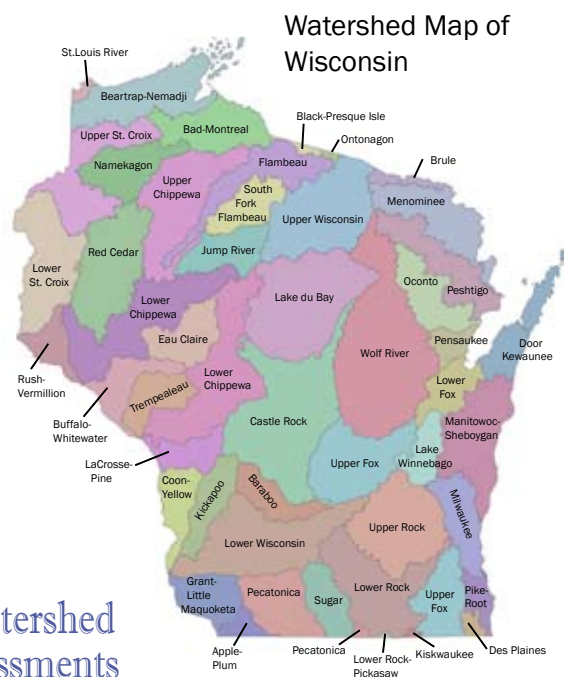 Watershed Map of
Wisconsin
St.Louis River
Beartrap-Nemadji
Black-Presque Isle
Ontonagon
Upper St. Croix
Bad-Montreal
Brule
Namekagon
Flambeau
Upper
Chippewa
South
Fork
Flambeau
Menominee
Upper Wisconsin
Red Cedar
Jump River
Lower
St. Croix
Oconto
Peshtigo
Lower
Chippewa
Lake du Bay
Pensaukee
Door
Kewaunee
Eau Claire
Wolf River
Rush-
Vermillion
Lower
Chippewa
Lower
Fox
Trempealeau
Buffalo-
Whitewater
Castle Rock
Manitowoc-
Sheboygan
LaCrosse-
Pine
Upper Fox
Lake
Winnebago
Coon-
Yellow
Kickapoo
Baraboo
Milwaukee
Upper Rock
Lower Wisconsin
Grant-
Little
Maquoketa
Pecatonica
Sugar
Lower Rock
Upper
Fox
Pike-
Root
tershed
ssments
Apple-
Plum
Pecatonica
Lower Rock-
Pickasaw
Kiskwaukee
Des Plaines